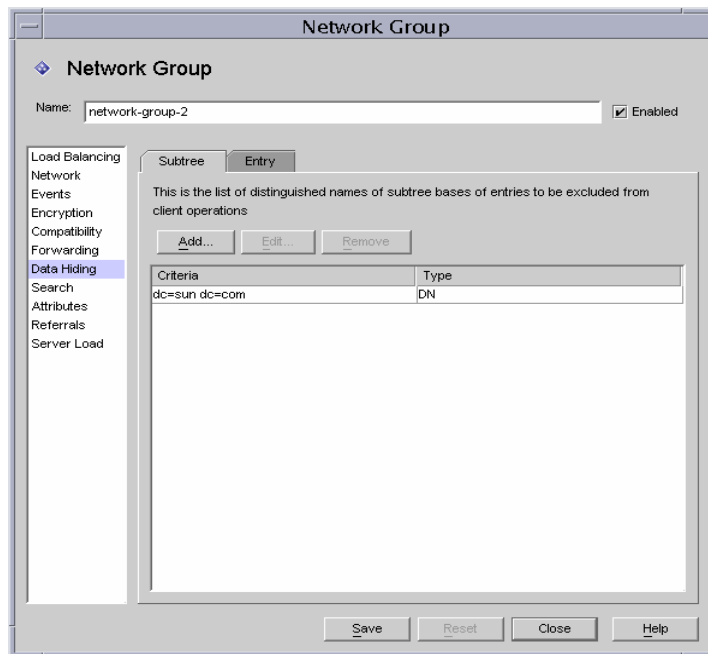 Network Group
Network Group
Name: network-group-2 Enabled
Load Balancing
Network
Events
Encryption
Compatibility
Forwarding
Data Hiding
Search
Attributes
Referrals
Server Load
Subtree Entry
This is the list of distinguished names of subtree bases of entries to be excluded from
client operations
Add... Edit... Remove
Criteria Type
dc=sun dc=com DN
Save Reset Close Help